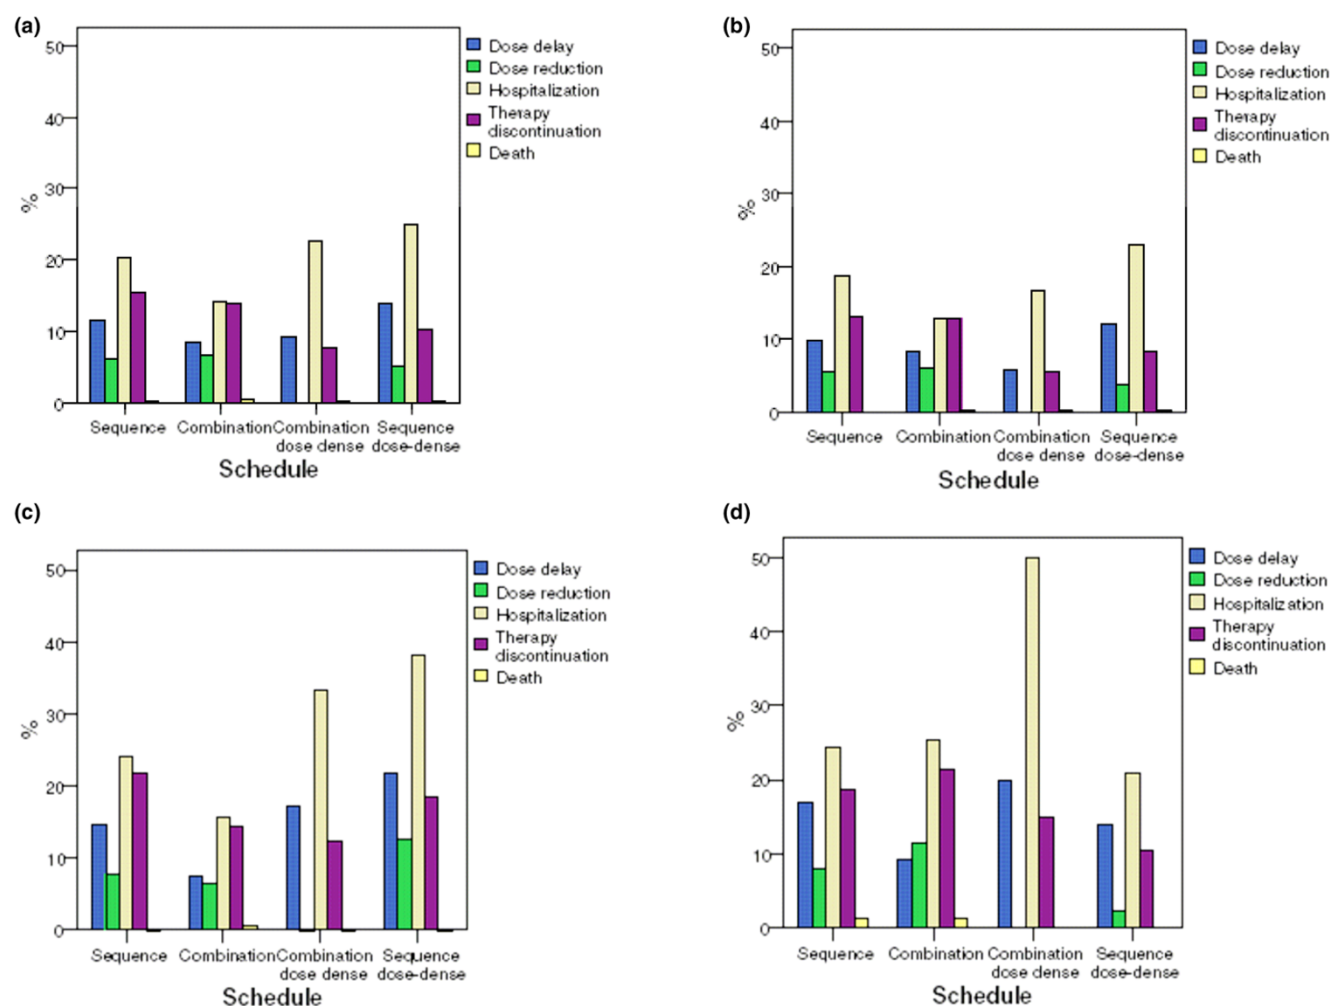 (a)
50
40
30
20
10
0
%
Sequence
Combination
Combination
dose dense
Sequence
dose-dense
Schedule
Dose delay
Dose reduction
Hospitalization
Therapy
discontinuation
Death
(b)
50
40
30
20
10
0
%
Sequence
Combination
Combination
dose dense
Sequence
dose-dense
Schedule
Dose delay
Dose reduction
Hospitalization
Therapy
discontinuation
Death
(c)
50
40
30
20
10
0
%
Sequence
Combination
Combination
dose dense
Sequence
dose-dense
Schedule
Dose delay
Dose reduction
Hospitalization
Therapy
discontinuation
Death
(d)
50
40
30
20
10
0
%
Sequence
Combination
Combination
dose dense
Sequence
dose-dense
Schedule
Dose delay
Dose reduction
Hospitalization
Therapy
discontinuation
Death